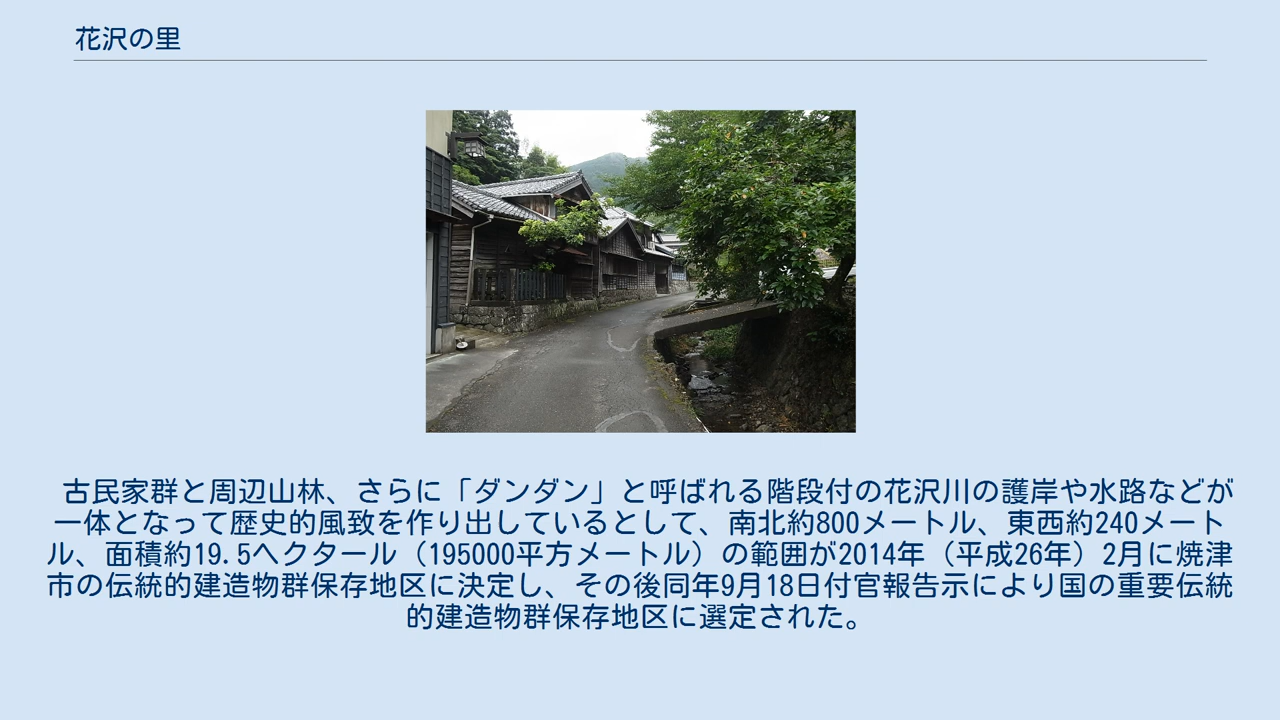 花沢の里
古民家群と周辺山林、さらに「ダンダン」と呼ばれる階段付の花沢川の護岸や水路などが
一体となって歴史的風致を作り出しているとして、南北約800メートル、東西約240メート
ル、面積約19.5ヘクタール（195000平方メートル）の範囲が2014年（平成26年）2月に焼津
市の伝統的建造物群保存地区に決定し、その後同年9月18日付官報告示により国の重要伝統
的建造物群保存地区に選定された。